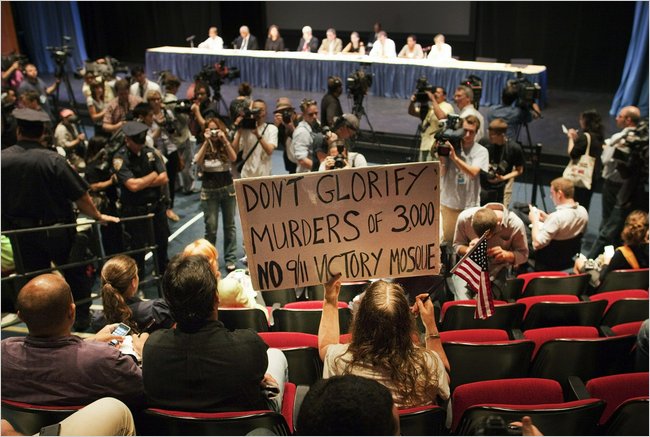 DON'T GLORIFY
MURDERS OF 3,000
NO 9/11 VICTORY MOSQUE